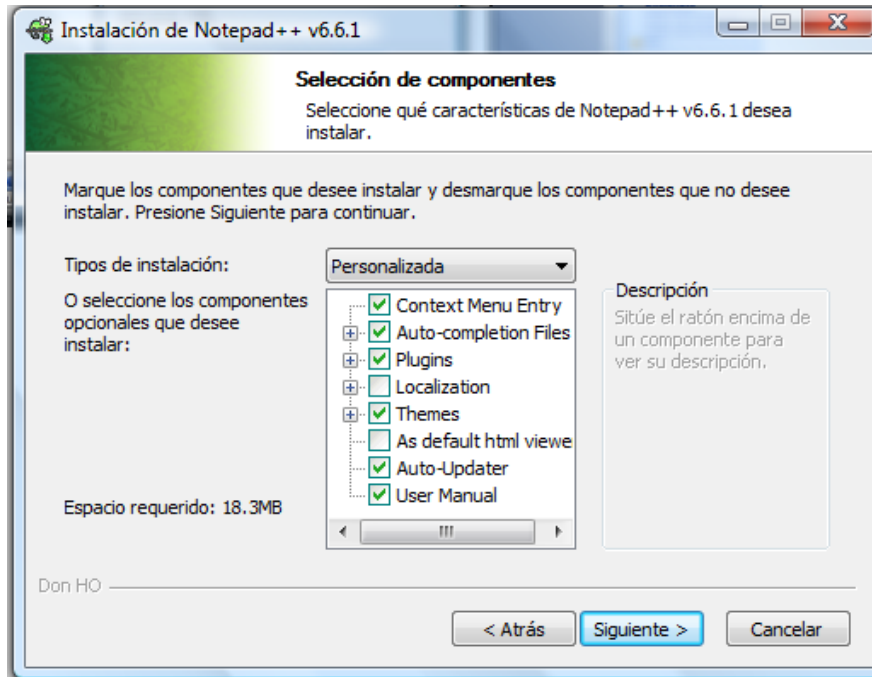 Instalación de Notepad++ v6.6.1
Selección de componentes
Seleccione qué características de Notepad++ v6.6.1 desea
instalar.
Marque los componentes que desee instalar y desmarque los componentes que no desee
instalar. Presione Siguiente para continuar.
Tipos de instalación:
Personalizada
O seleccione los componentes
opcionales que desee
instalar:
Context Menu Entry
Auto-completion Files
Plugins
Localization
Themes
As default html viewe
Auto-Updater
User Manual
Descripción
Sitúe el ratón encima de
un componente para
ver su descripción.
Espacio requerido: 18.3MB
Don HO
< Atrás
Siguiente >
Cancelar